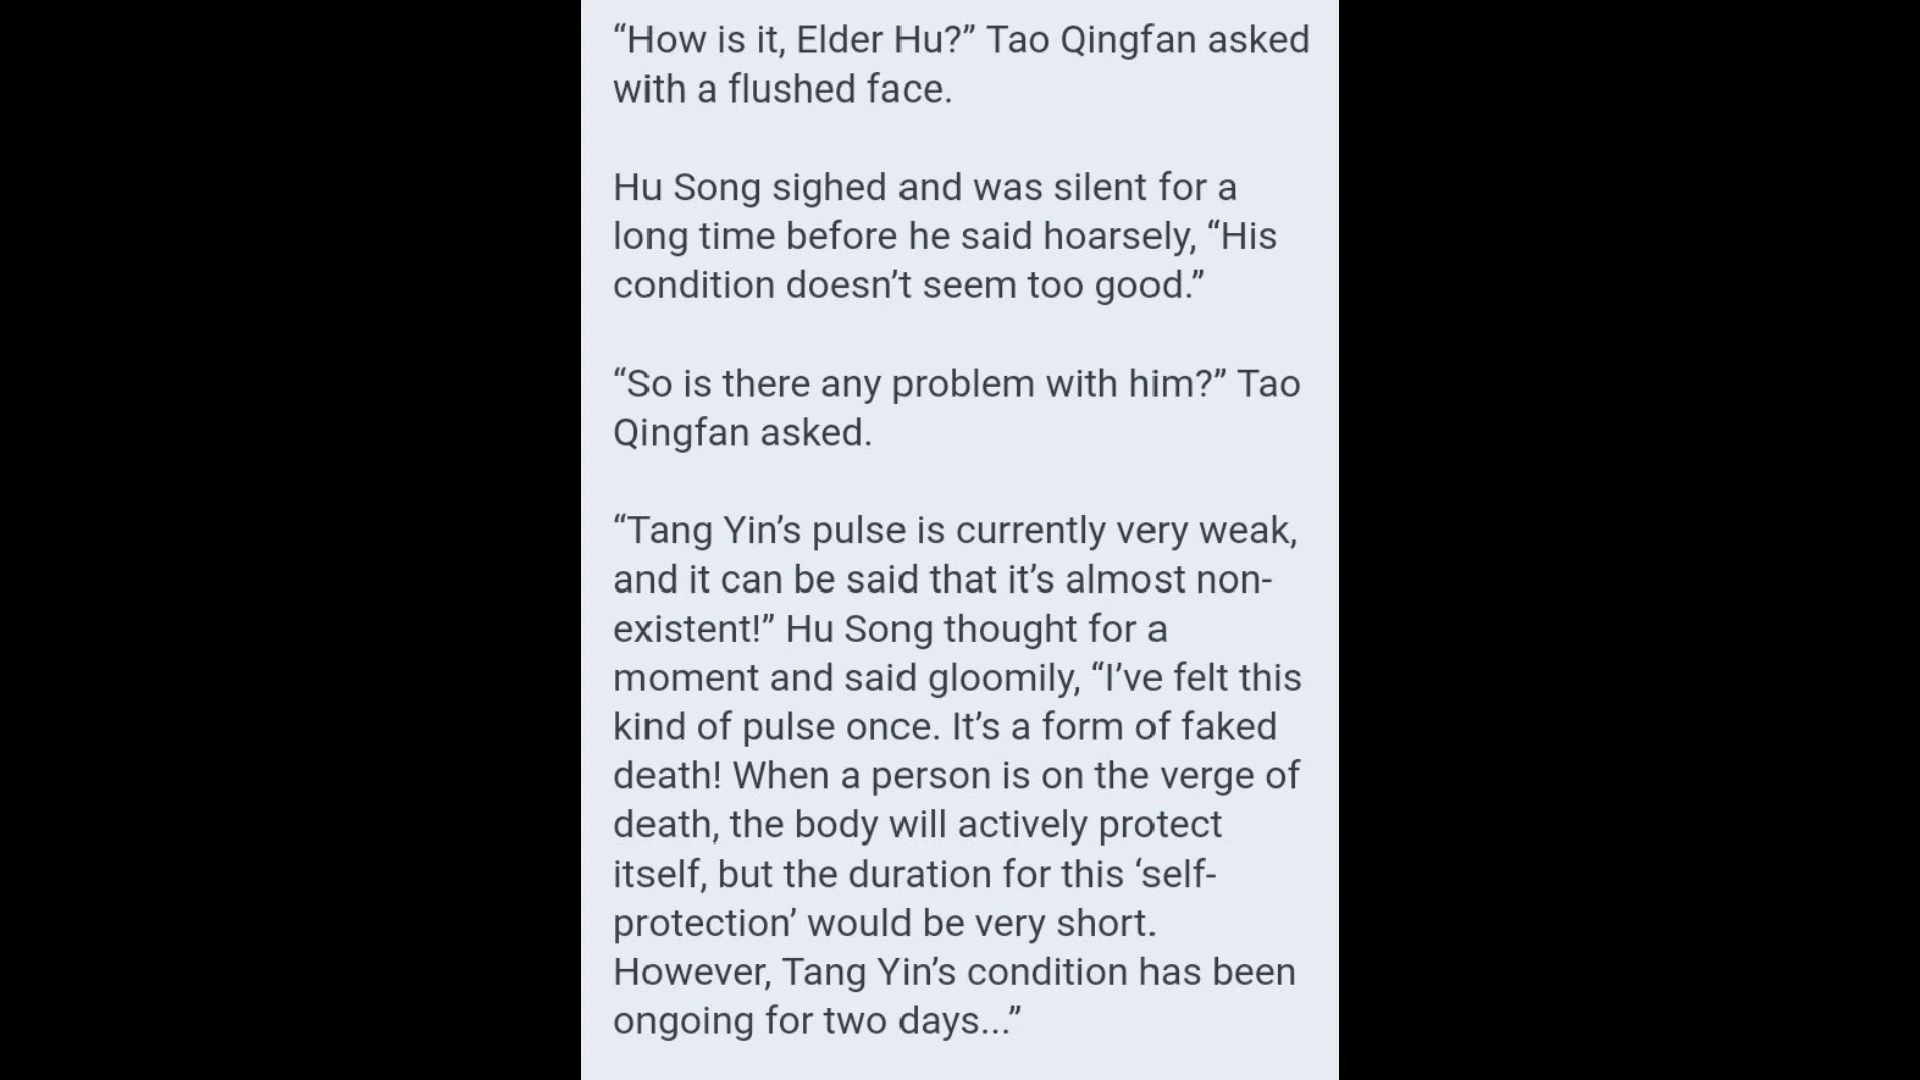 “How is it, Elder Hu?” Tao Qingfan asked
with a flushed face.
Hu Song sighed and was silent for a
long time before he said hoarsely, “His
condition doesn’t seem too good.”
“So is there any problem with him?” Tao
Qingfan asked.
“Tang Yin’s pulse is currently very weak,
and it can be said that it’s almost non-
existent!” Hu Song thought for a
moment and said gloomily, “I’ve felt this
kind of pulse once. It’s a form of faked
death! When a person is on the verge of
death, the body will actively protect
itself, but the duration for this ‘self-
protection’ would be very short.
However, Tang Yin’s condition has been
ongoing for two days...”